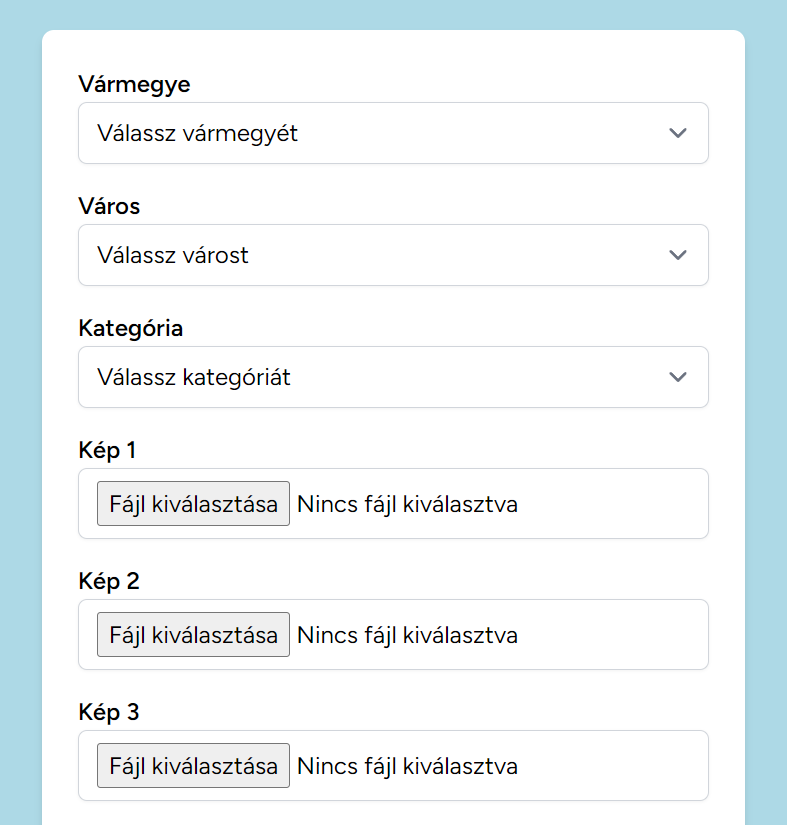 Vármegye
Válassz vármegyét
Város
Válassz várost
Kategória
Válassz kategóriát
Kép 1
Fájl kiválasztása Nincs fájl kiválasztva
Kép 2
Fájl kiválasztása Nincs fájl kiválasztva
Kép 3
Fájl kiválasztása Nincs fájl kiválasztva